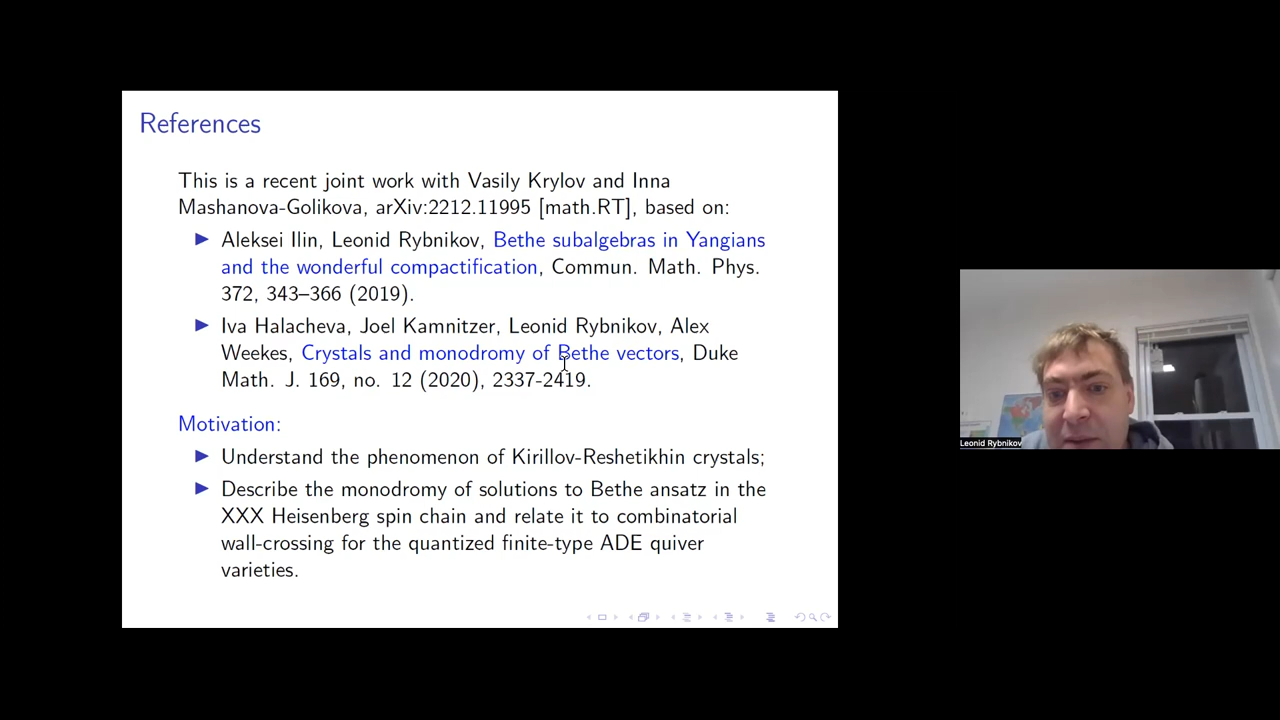 References
This is a recent joint work with Vasily Krylov and Inna
Mashanova-Golikova, arXiv:2212.11995 [math.RT], based on:
▶ Aleksei Ilin, Leonid Rybnikov, Bethe subalgebras in Yangians
and the wonderful compactification, Commun. Math. Phys.
372, 343–366 (2019).
▶ Iva Halacheva, Joel Kamnitzer, Leonid Rybnikov, Alex
Weekes, Crystals and monodromy of Bethe vectors, Duke
Math. J. 169, no. 12 (2020), 2337-2419.
Motivation:
▶ Understand the phenomenon of Kirillov-Reshetikhin crystals;
▶ Describe the monodromy of solutions to Bethe ansatz in the
XXX Heisenberg spin chain and relate it to combinatorial
wall-crossing for the quantized finite-type ADE quiver
varieties.
Leonid Rybnikov